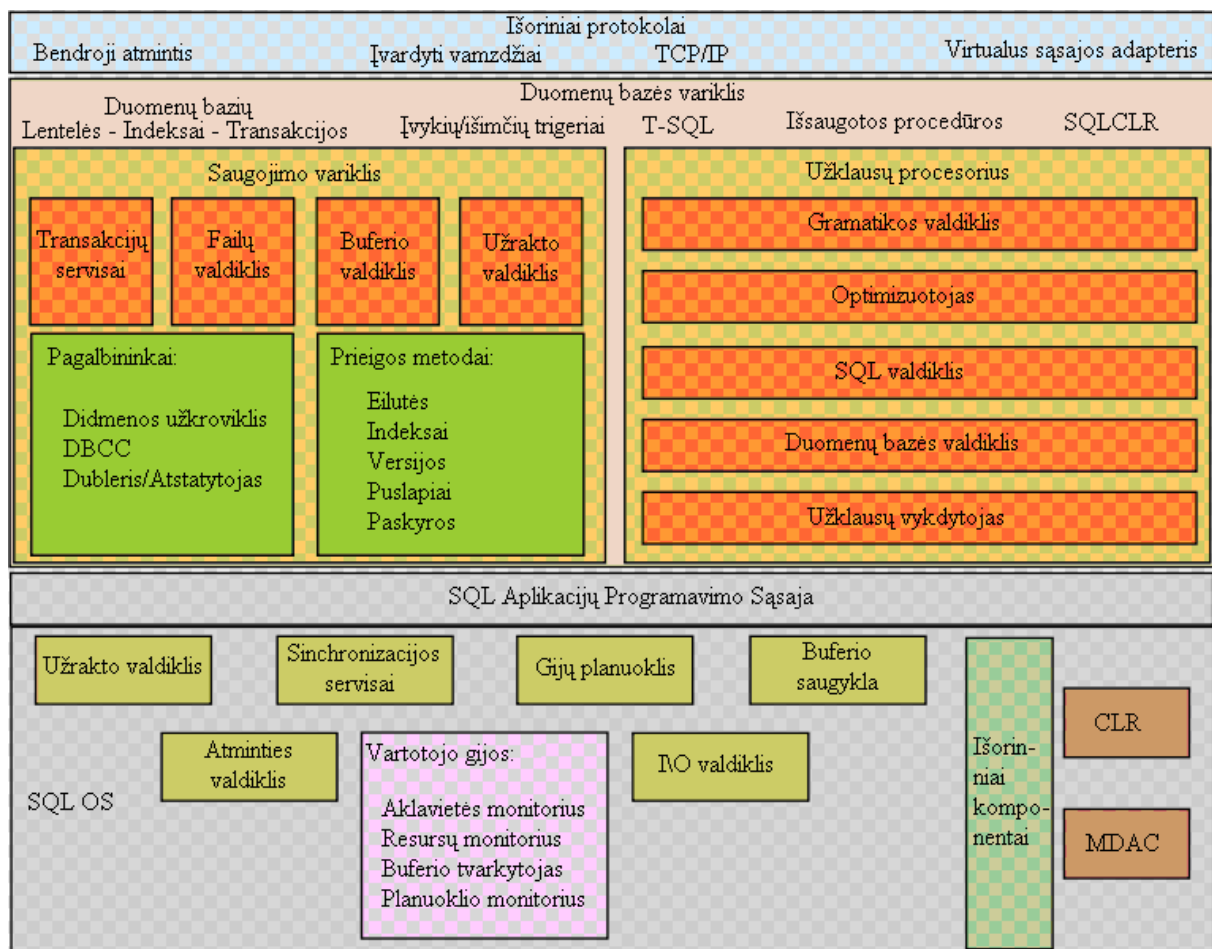 Išoriniai protokolai
Bendroji atmintis
Įvardyti vamzdžiai
TCP/IP
Virtualus sąsajos adapteris
Duomenų bazės variklis
Duomenų bazių
Lentelės - Indeksai - Transakcijos
Įvykių/išimčių trigeriai
T-SQL
Išsaugotos procedūros
SQLCLR
Saugojimo variklis
Transakcijų
servisai
Failų
valdiklis
Buferio
valdiklis
Užrakto
valdiklis
Pagalbininkai:
Didmenos užkroviklis
DBCC
Dubleris/Atstatytojas
Prieigos metodai:
Eilutės
Indeksai
Versijos
Puslapiai
Paskyros
Užklausų procesorius
Gramatikos valdiklis
Optimizuotojas
SQL valdiklis
Duomenų bazės valdiklis
Užklausų vykdytojas
SQL Aplikacijų Programavimo Sąsaja
Užrakto valdiklis
Sinchronizacijos
servisai
Gijų planuoklis
Buferio
saugykla
Atminties
valdiklis
Vartotojo gijos:
Aklavietės monitorius
Resursų monitorius
Buferio tvarkytojas
Planuoklio monitorius
I\O valdiklis
SQL OS
Išorin-
niai
kompo-
nentai
CLR
MDAC